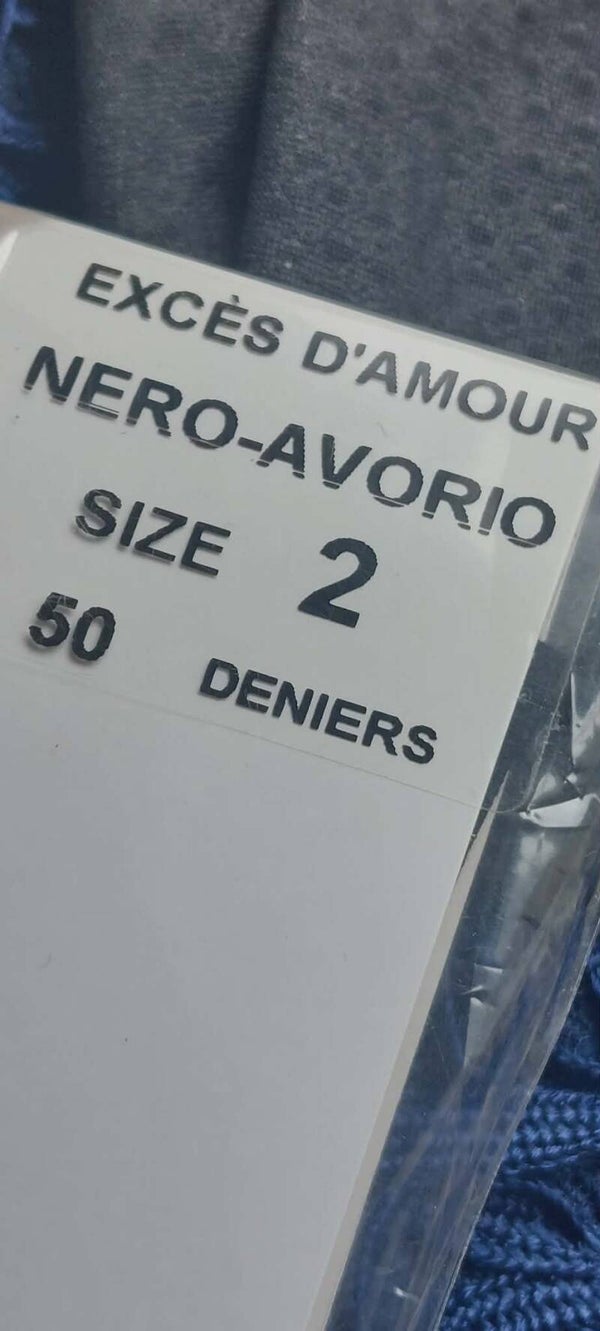 EXCÈS D'AMOUR
NERO-AVORIO
SIZE 2
50 DENIERS